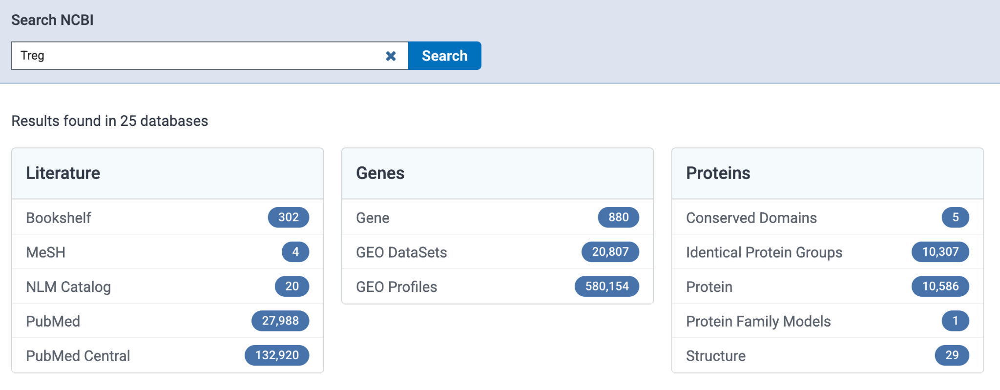 Search NCBI
Treg
Search
Results found in 25 databases
Literature
Bookshelf 302
MeSH 4
NLM Catalog 20
PubMed 27,988
PubMed Central 132,920
Genes
Gene 880
GEO DataSets 20,807
GEO Profiles 580,154
Proteins
Conserved Domains 5
Identical Protein Groups 10,307
Protein 10,586
Protein Family Models 1
Structure 29